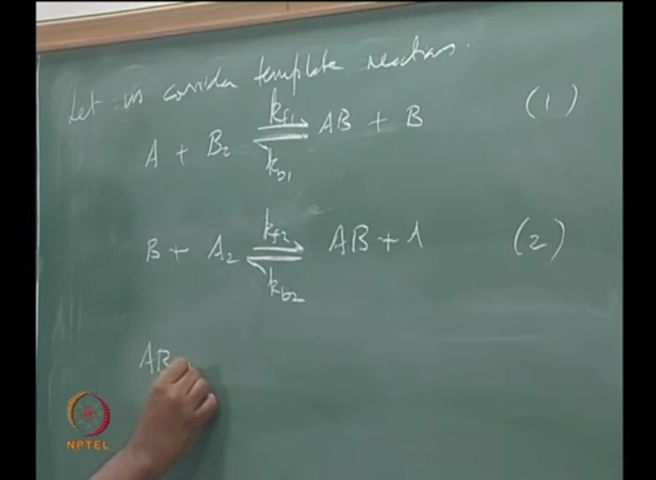 Let us consider template reactions.
A + B₂ ⇌ AB + B (1)
kf1
kb1
B + A₂ ⇌ AB + A (2)
kf2
kb2
AB
NPTEL